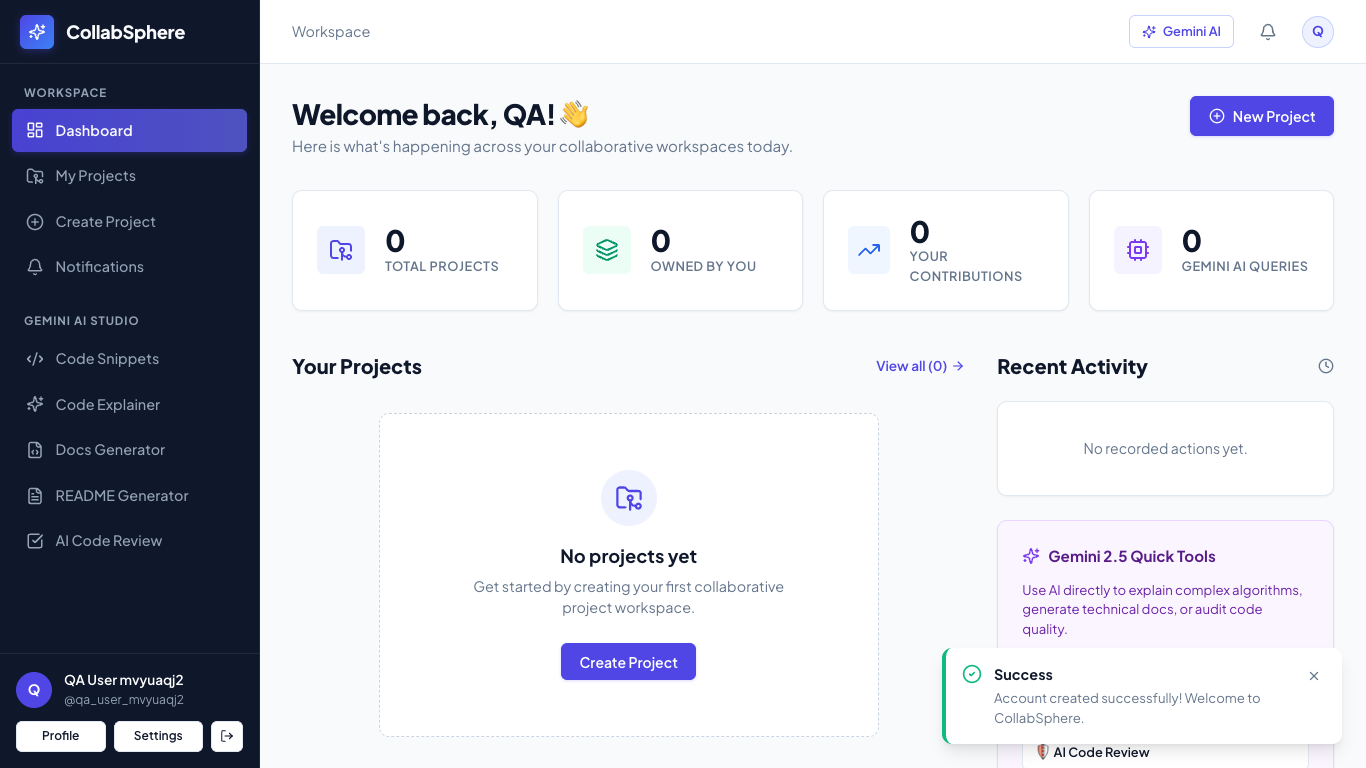 CollabSphere
WORKSPACE
Dashboard
My Projects
Create Project
Notifications
GEMINI AI STUDIO
Code Snippets
Code Explainer
Docs Generator
README Generator
AI Code Review
Q
QA User mvyuaqj2
@qa_user_mvyuaqj2
Profile
Settings
Workspace
Gemini AI
Q
Welcome back, QA! 👋
Here is what's happening across your collaborative workspaces today.
New Project
0
TOTAL PROJECTS
0
OWNED BY YOU
0
YOUR
CONTRIBUTIONS
0
GEMINI AI QUERIES
Your Projects
View all (0)
No projects yet
Get started by creating your first collaborative
project workspace.
Create Project
Recent Activity
No recorded actions yet.
Gemini 2.5 Quick Tools
Use AI directly to explain complex algorithms,
generate technical docs, or audit code
quality.
Success
Account created successfully! Welcome to
CollabSphere.
AI Code Review